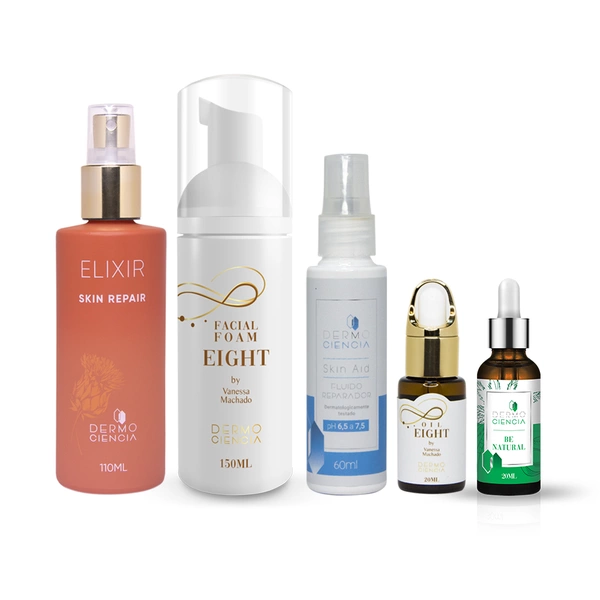 ELIXIR
SKIN REPAIR
DERMO
CIENCIA
110ML
FACIAL
FOAM
EIGHT
by
Vanessa
Machado
DERMO
CIENCIA
150ML
DERMO
CIENCIA
Skin Aid
FLUIDO
REPARADOR
Dermatologicamente
testado
pH 6,5 a 7,5
60ml
OIL
EIGHT
by
Vanessa
Machado
DERMO
CIENCIA
20ML
DERMO
CIENCIA
BE
NATURAL
20ML